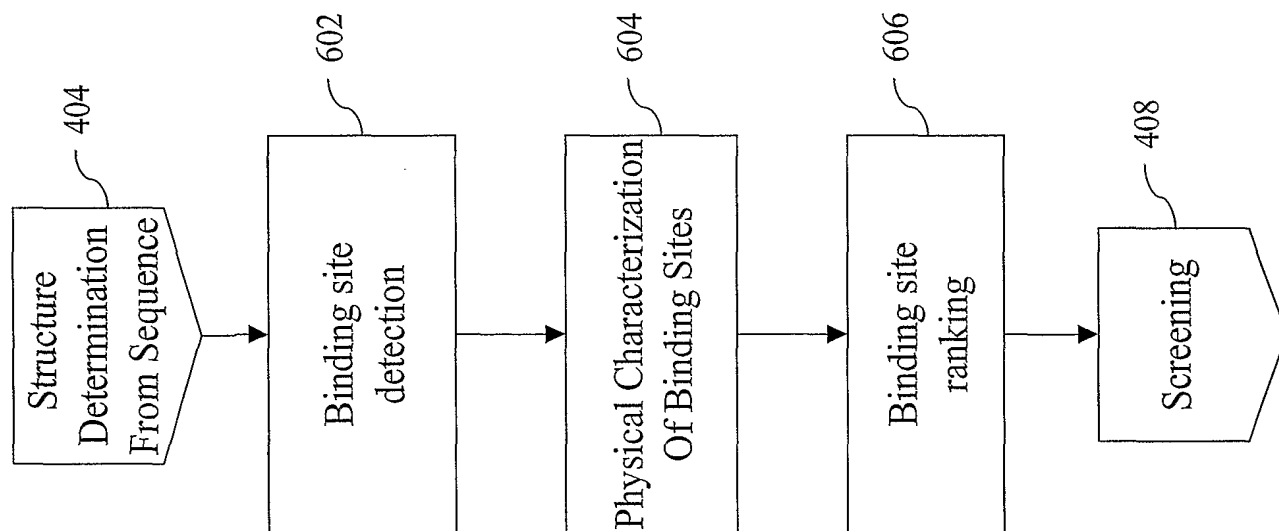 Structure
Determination
From Sequence
404
Binding site
detection
602
Physical Characterization
Of Binding Sites
604
Binding site
ranking
606
Screening
408